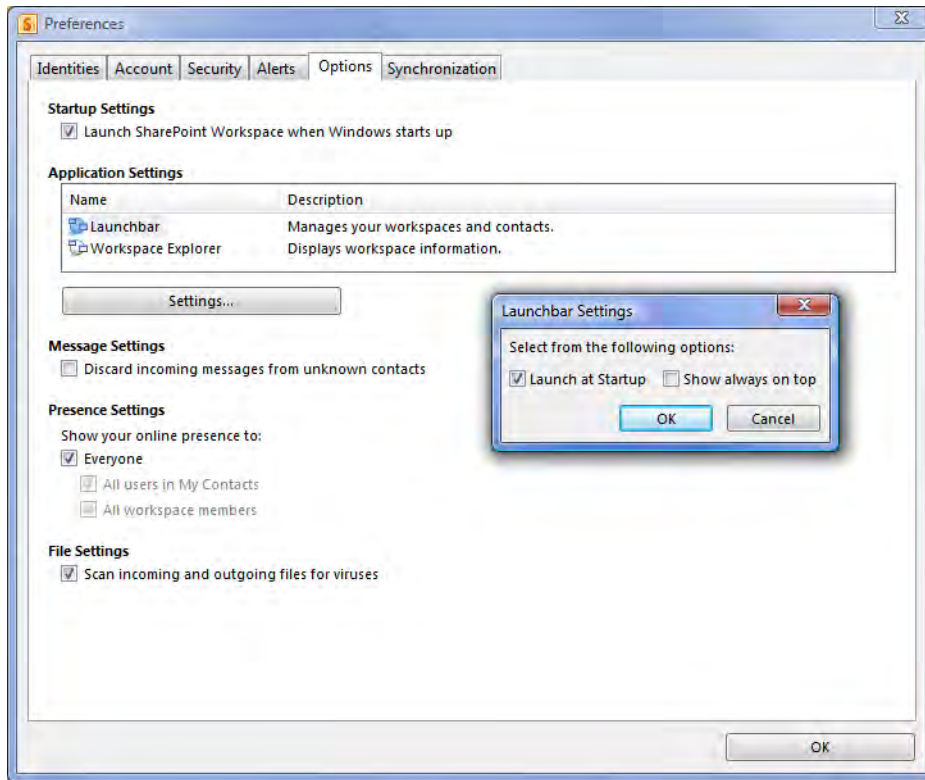 Preferences
Identities Account Security Alerts Options Synchronization
Startup Settings
Launch SharePoint Workspace when Windows starts up
Application Settings
Name Description
Launchbar Manages your workspaces and contacts.
Workspace Explorer Displays workspace information.
Settings...
Message Settings
Discard incoming messages from unknown contacts
Presence Settings
Show your online presence to:
Everyone
All users in My Contacts
All workspace members
File Settings
Scan incoming and outgoing files for viruses
Launchbar Settings
Select from the following options:
Launch at Startup Show always on top
OK Cancel
OK